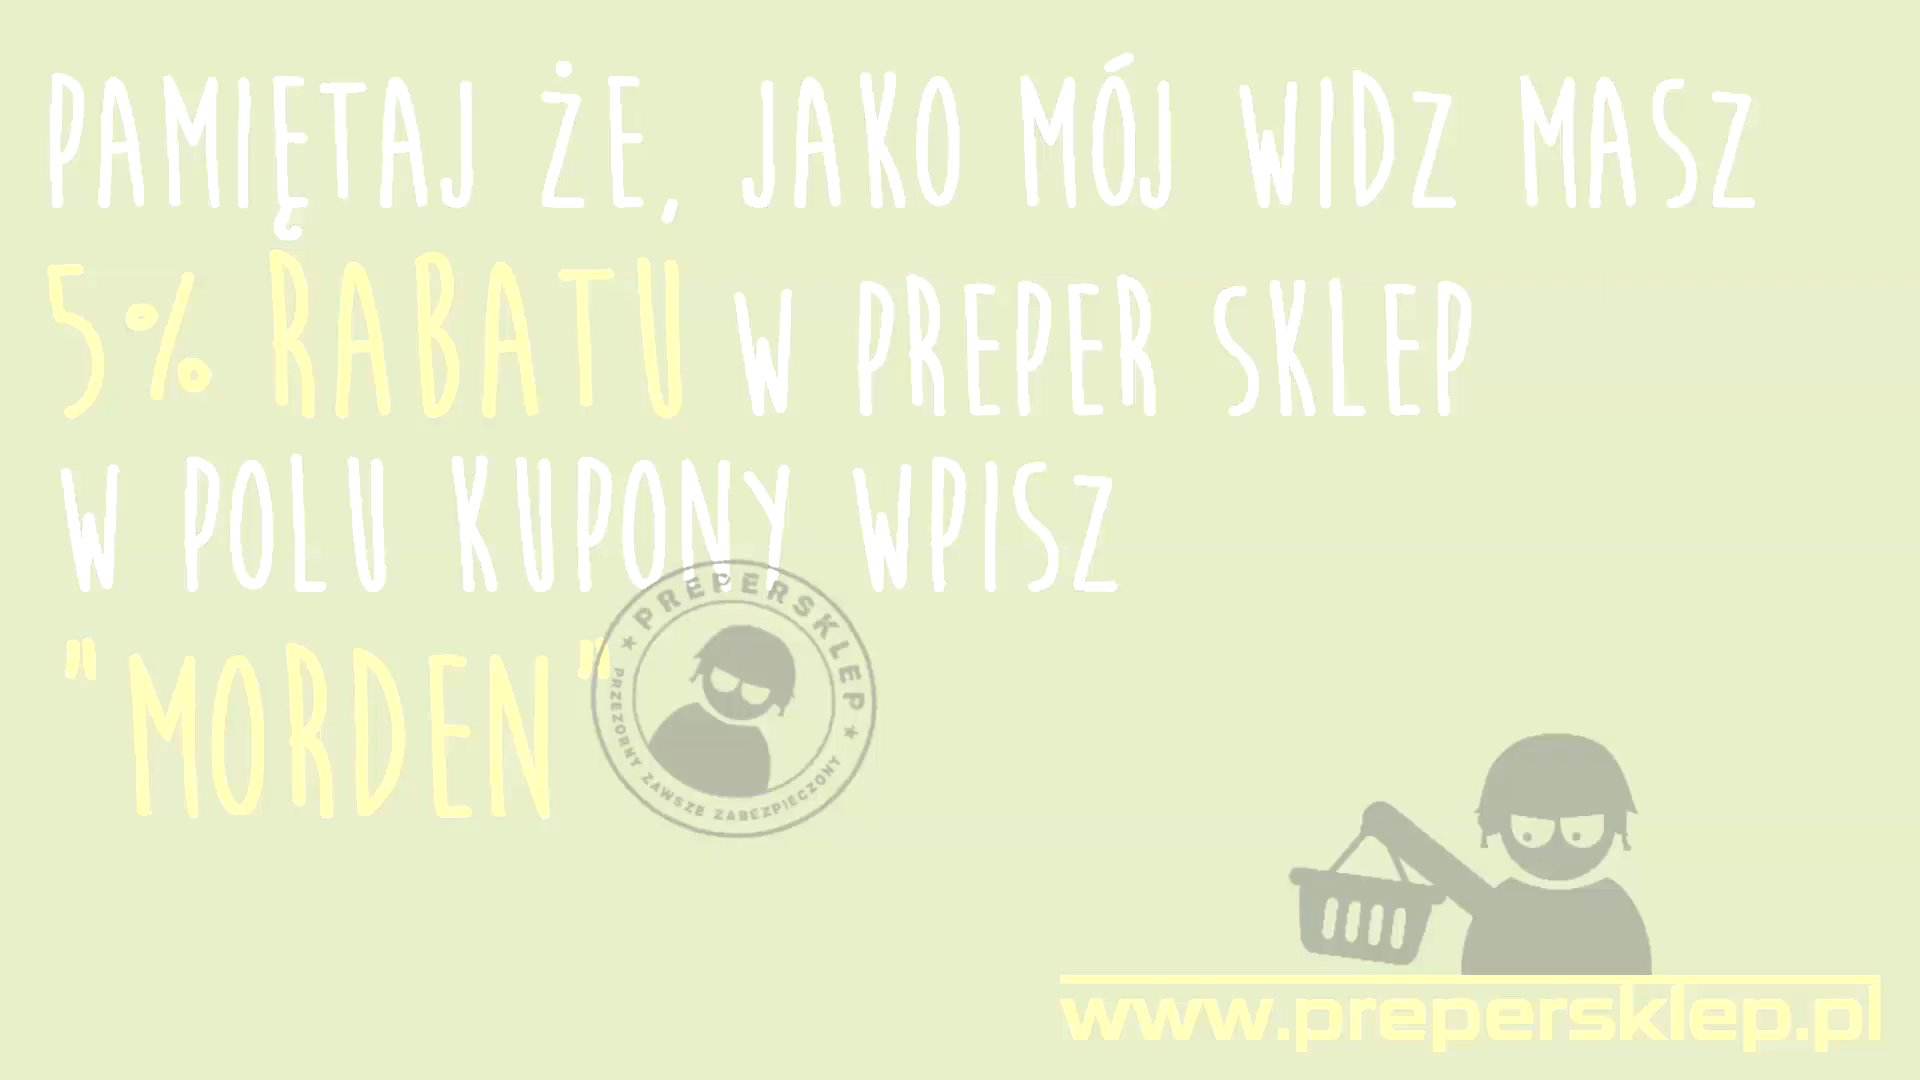 PAMIĘTAJ ŻE, JAKO MÓJ WIDZ MASZ
5% RABATU W PREPER SKLEP
W POLU KUPONY WPISZ
"MORDEN"
PREPERSKLEP
PRZEZORNY ZAWSZE ZABEZPIECZONY
www.prepersklep.pl